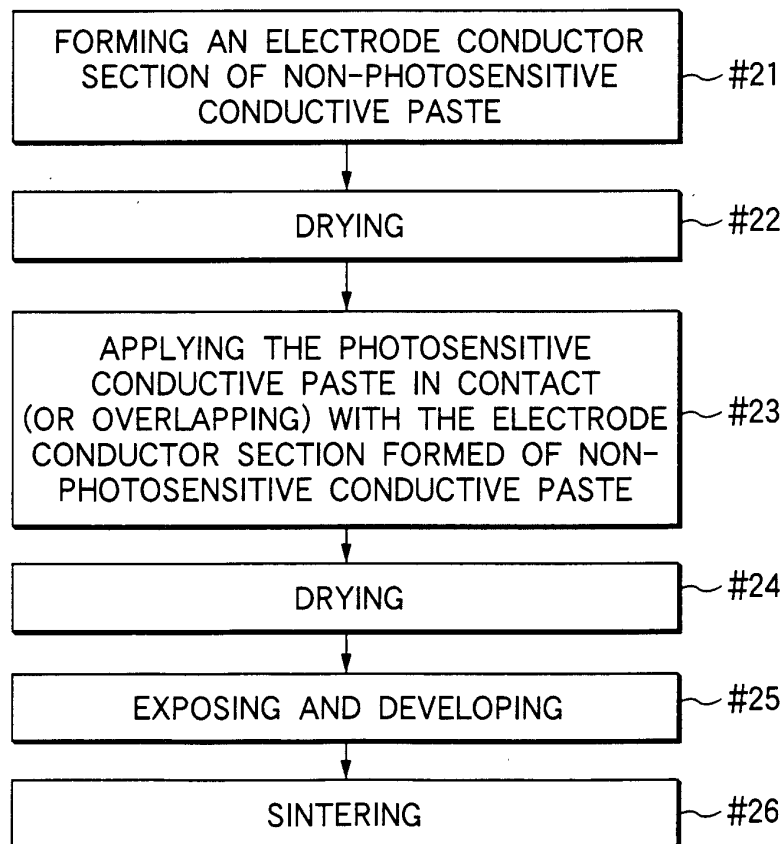 FORMING AN ELECTRODE CONDUCTOR
SECTION OF NON-PHOTOSENSITIVE
CONDUCTIVE PASTE
#21
DRYING
#22
APPLYING THE PHOTOSENSITIVE
CONDUCTIVE PASTE IN CONTACT
(OR OVERLAPPING) WITH THE ELECTRODE
CONDUCTOR SECTION FORMED OF NON-
PHOTOSENSITIVE CONDUCTIVE PASTE
#23
DRYING
#24
EXPOSING AND DEVELOPING
#25
SINTERING
#26